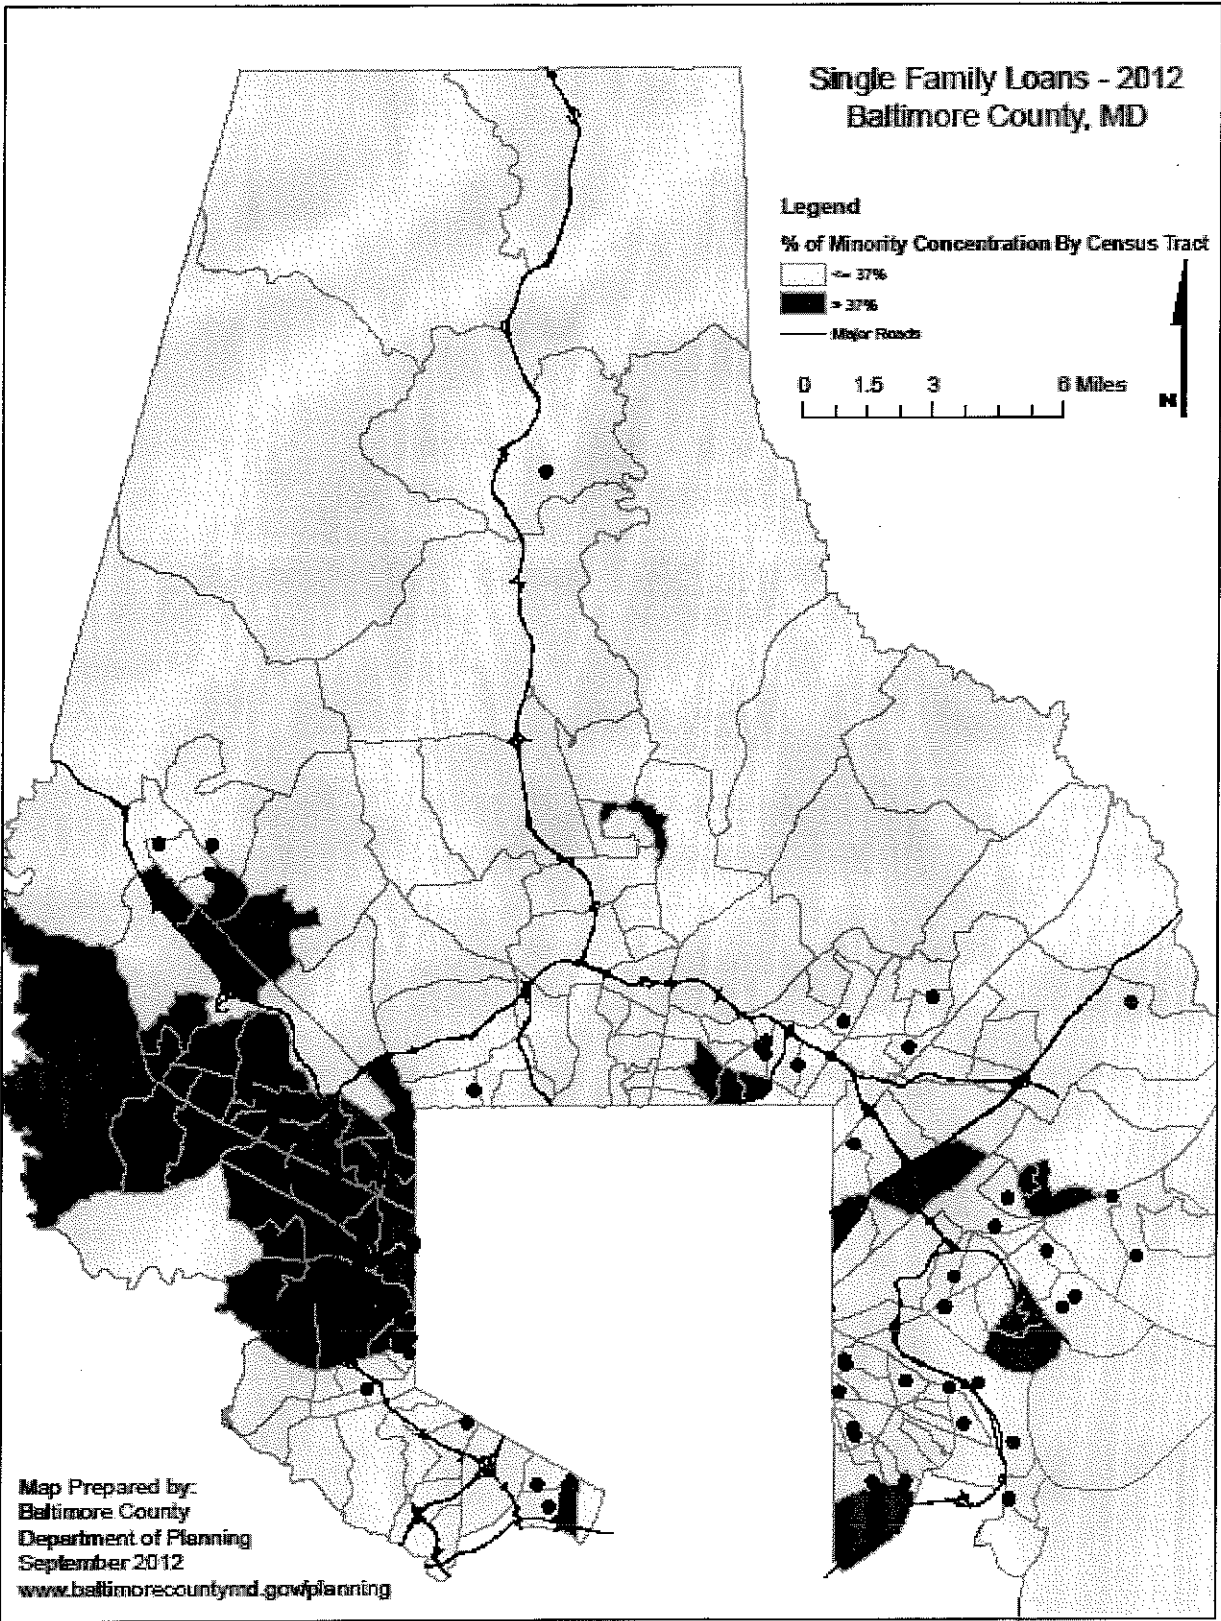 Single Family Loans - 2012
Baltimore County, MD
Legend
% of Minority Concentration By Census Tract
<= 37%
> 37%
Major Roads
0 1.5 3 6 Miles
N
Map Prepared by:
Baltimore County
Department of Planning
September 2012
www.baltimorecountymd.gov/planning